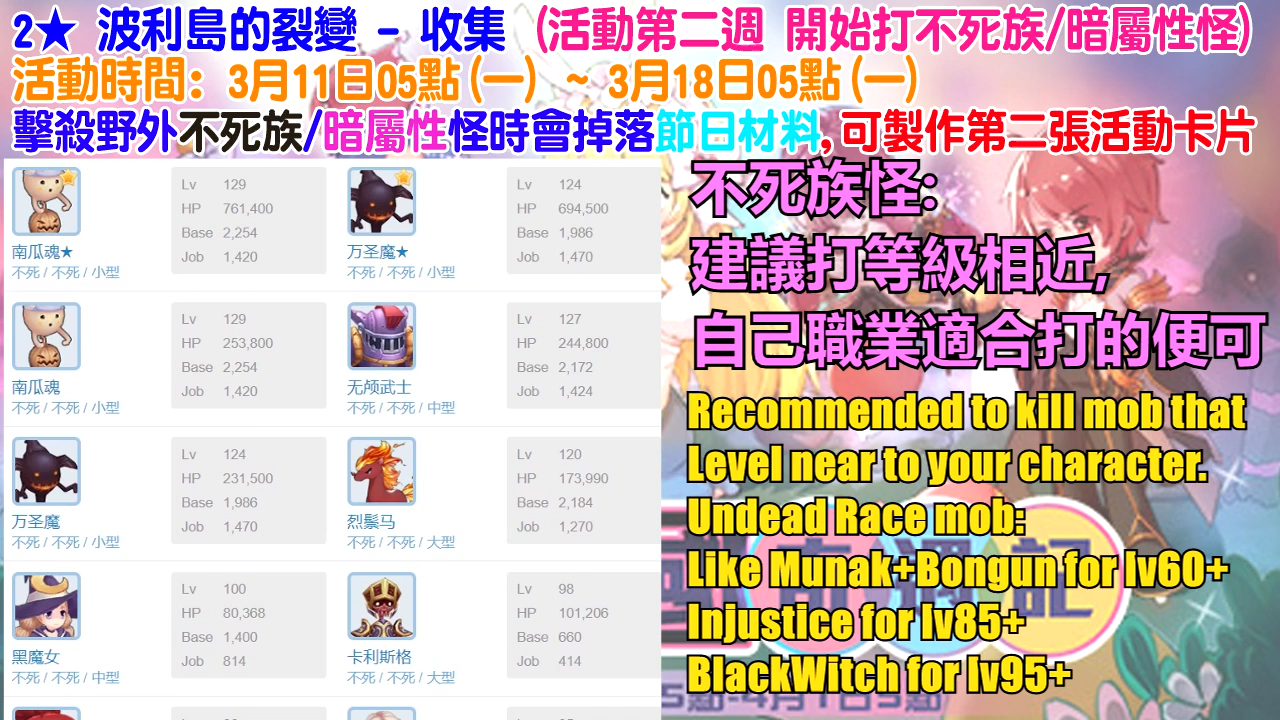 2★ 波利島的裂變 - 收集 (活動第二週 開始打不死族/暗屬性怪)
活動時間: 3月11日05點(一) ~ 3月18日05點(一)
擊殺野外不死族/暗屬性怪時會掉落節日材料,可製作第二張活動卡片
Lv 129
HP 761,400
Base 2,254
Job 1,420
南瓜魂★
不死 / 不死 / 小型
Lv 124
HP 694,500
Base 1,986
Job 1,470
万圣魔★
不死 / 不死 / 小型
Lv 129
HP 253,800
Base 2,254
Job 1,420
南瓜魂
不死 / 不死 / 小型
Lv 127
HP 244,800
Base 2,172
Job 1,424
无颅武士
不死 / 不死 / 中型
Lv 124
HP 231,500
Base 1,986
Job 1,470
万圣魔
不死 / 不死 / 小型
Lv 120
HP 173,990
Base 2,184
Job 1,270
烈鬃马
不死 / 不死 / 大型
Lv 100
HP 80,368
Base 1,400
Job 814
黑魔女
不死 / 不死 / 中型
Lv 98
HP 101,206
Base 660
Job 414
卡利斯格
不死 / 不死 / 大型
不死族怪:
建議打等級相近,
自己職業適合打的便可
Recommended to kill mob that
Level near to your character.
Undead Race mob:
Like Munak+Bongun for lv60+
Injustice for lv85+
BlackWitch for lv95+